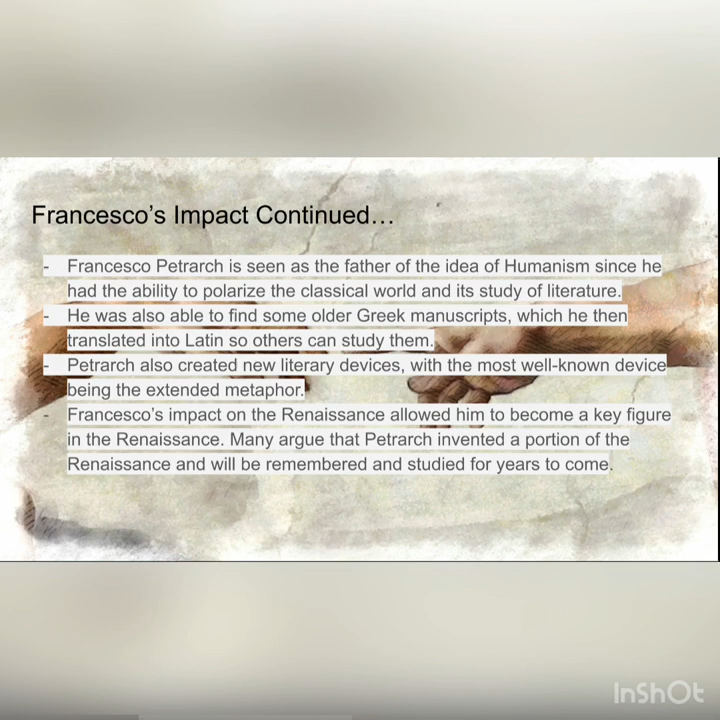 Francesco’s Impact Continued…
- Francesco Petrarch is seen as the father of the idea of Humanism since he
had the ability to polarize the classical world and its study of literature.
- He was also able to find some older Greek manuscripts, which he then
translated into Latin so others can study them.
- Petrarch also created new literary devices, with the most well-known device
being the extended metaphor.
- Francesco’s impact on the Renaissance allowed him to become a key figure
in the Renaissance. Many argue that Petrarch invented a portion of the
Renaissance and will be remembered and studied for years to come.
InShOt